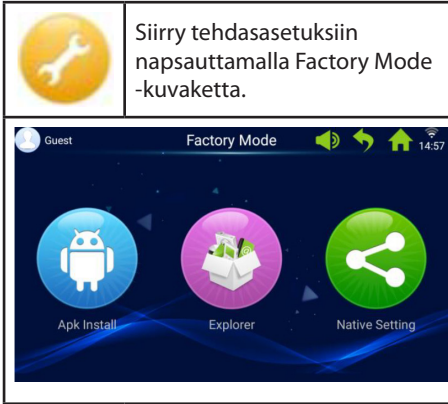 Siirry tehdasasetuksiin
napsauttamalla Factory Mode
-kuvaketta.
Guest
Factory Mode
14:57
Apk Install
Explorer
Native Setting